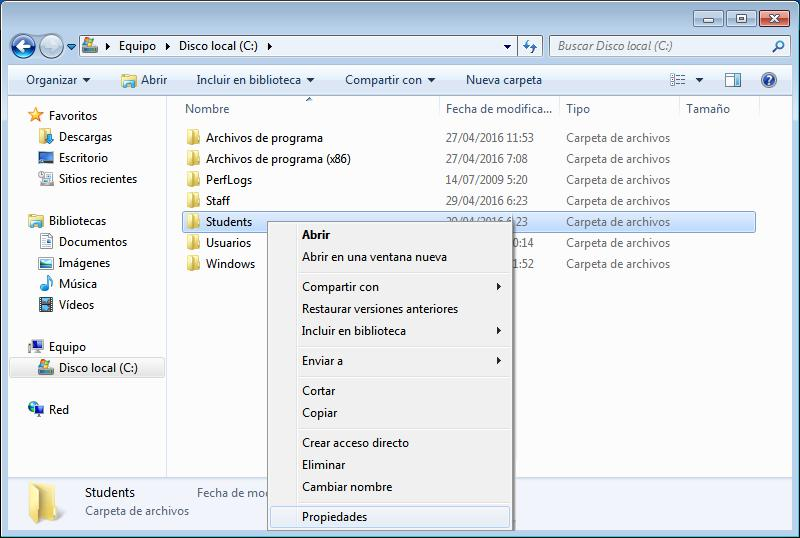 Equipo Disco local (C:) Buscar Disco local (C:)
Organizar Abrir Incluir en biblioteca Compartir con Nueva carpeta
Favoritos
Descargas
Escritorio
Sitios recientes
Bibliotecas
Documentos
Imágenes
Música
Vídeos
Equipo
Disco local (C:)
Red
Nombre Fecha de modifica... Tipo Tamaño
Archivos de programa 27/04/2016 11:53 Carpeta de archivos
Archivos de programa (x86) 27/04/2016 7:08 Carpeta de archivos
PerfLogs 14/07/2009 5:20 Carpeta de archivos
Staff 29/04/2016 6:23 Carpeta de archivos
Students 29/04/2016 6:23 Carpeta de archivos
Usuarios 0:14 Carpeta de archivos
Windows 1:52 Carpeta de archivos
Abrir
Abrir en una ventana nueva
Compartir con
Restaurar versiones anteriores
Incluir en biblioteca
Enviar a
Cortar
Copiar
Crear acceso directo
Eliminar
Cambiar nombre
Propiedades
Students Fecha de mo
Carpeta de archivos